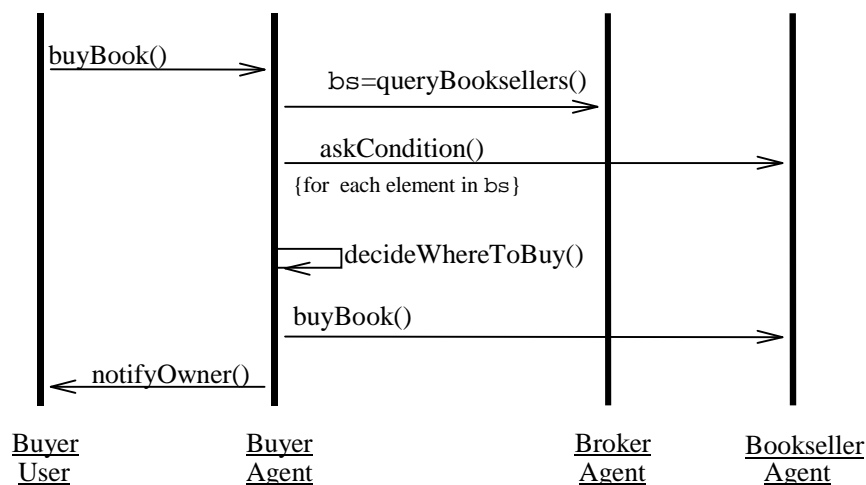 buyBook()
bs=queryBooksellers()
askCondition()
{for each element in bs}
decideWhereToBuy()
buyBook()
notifyOwner()
Buyer User
Buyer Agent
Broker Agent
Bookseller Agent